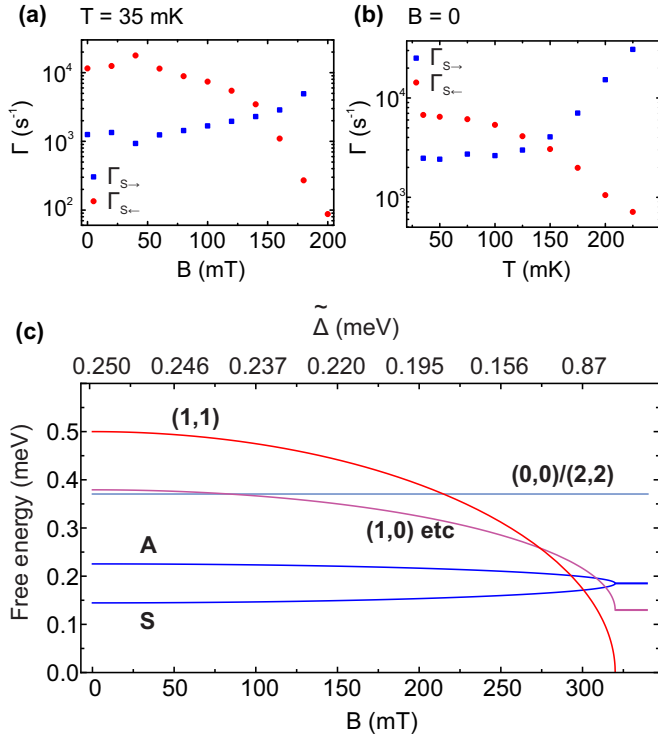 (a) T = 35 mK
10⁴
10³
10²
Γ (s⁻¹)
Γ_S→
Γ_S←
0 50 100 150 200
B (mT)
(b) B = 0
10⁴
10³
Γ (s⁻¹)
Γ_S→
Γ_S←
50 100 150 200
T (mK)
(c)
Δ̃ (meV)
0.250 0.246 0.237 0.220 0.195 0.156 0.87
0.5
0.4
0.3
0.2
0.1
0.0
Free energy (meV)
(1,1)
(0,0)/(2,2)
(1,0) etc
A
S
0 50 100 150 200 250 300
B (mT)